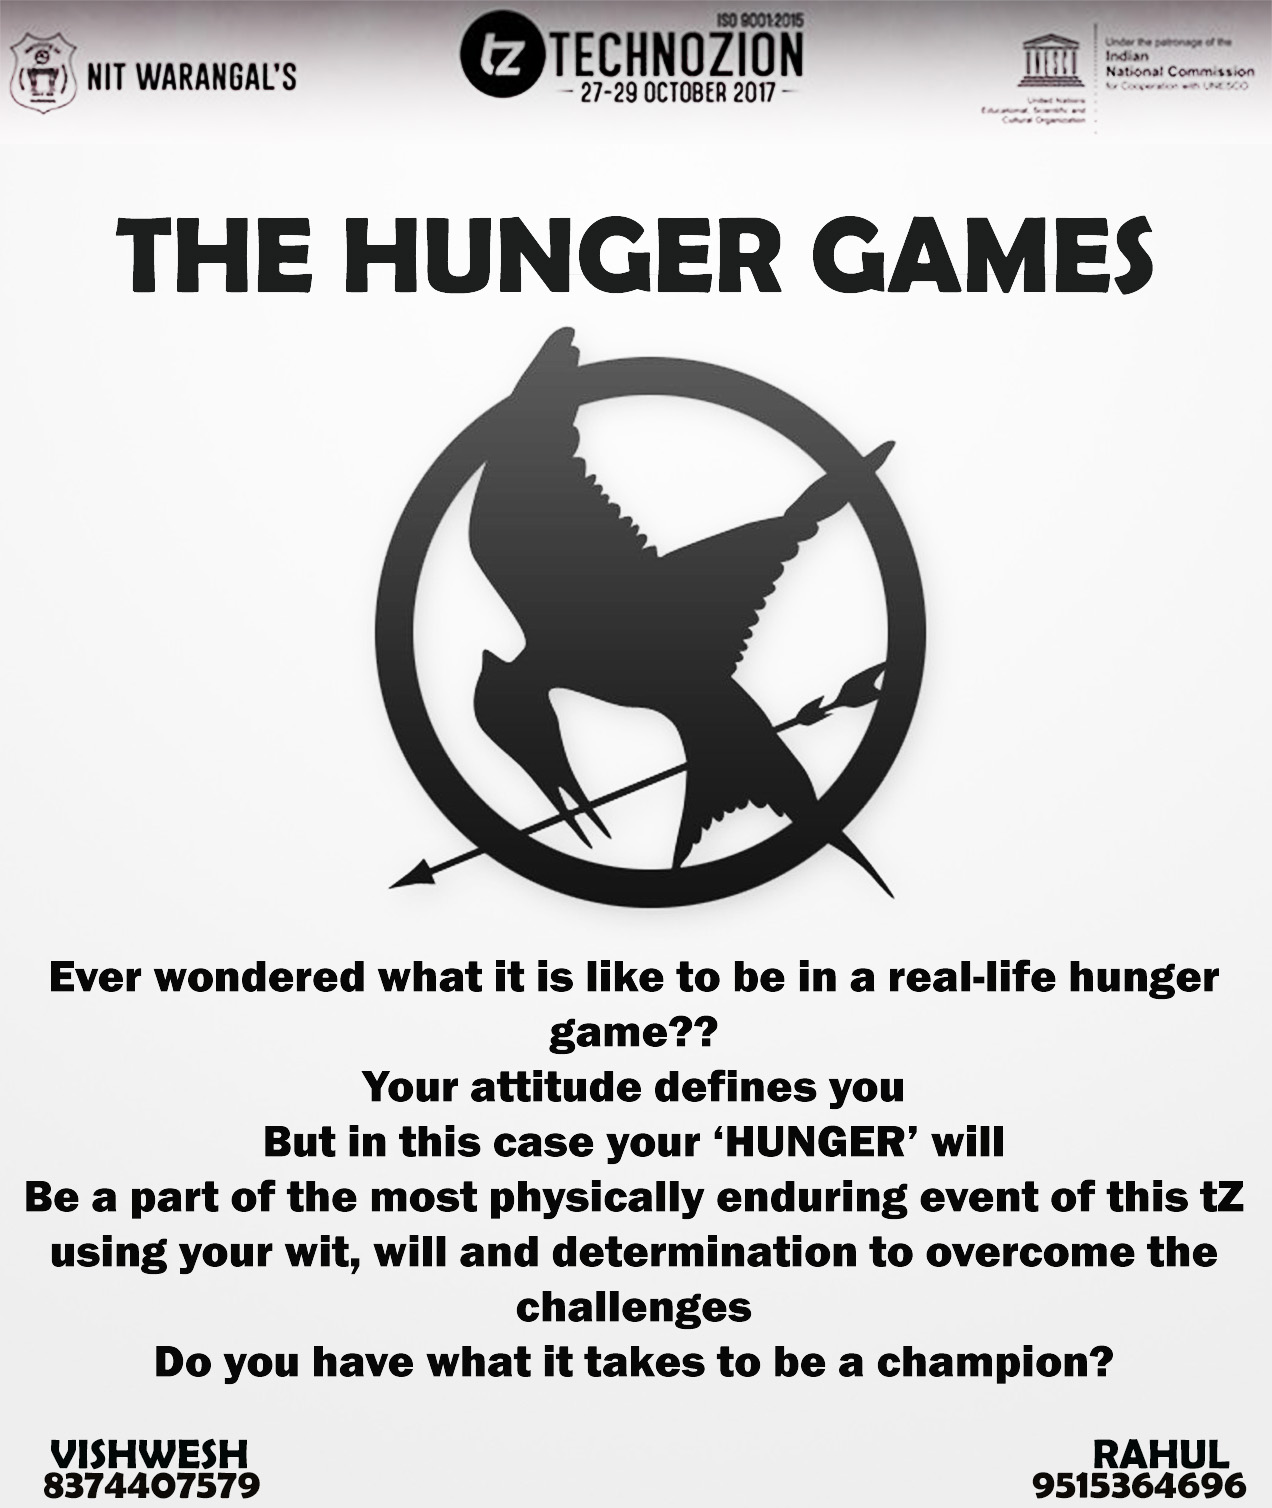 NIT WARANGAL'S
tz
ISO 9001:2015
TECHNOZION
27-29 OCTOBER 2017
UNESCO
United Nations
Educational, Scientific and
Cultural Organization
Under the patronage of the
Indian
National Commission
for Cooperation with UNESCO
THE HUNGER GAMES
Ever wondered what it is like to be in a real-life hunger
game??
Your attitude defines you
But in this case your ‘HUNGER’ will
Be a part of the most physically enduring event of this tZ
using your wit, will and determination to overcome the
challenges
Do you have what it takes to be a champion?
VISHWESH
8374407579
RAHUL
9515364696